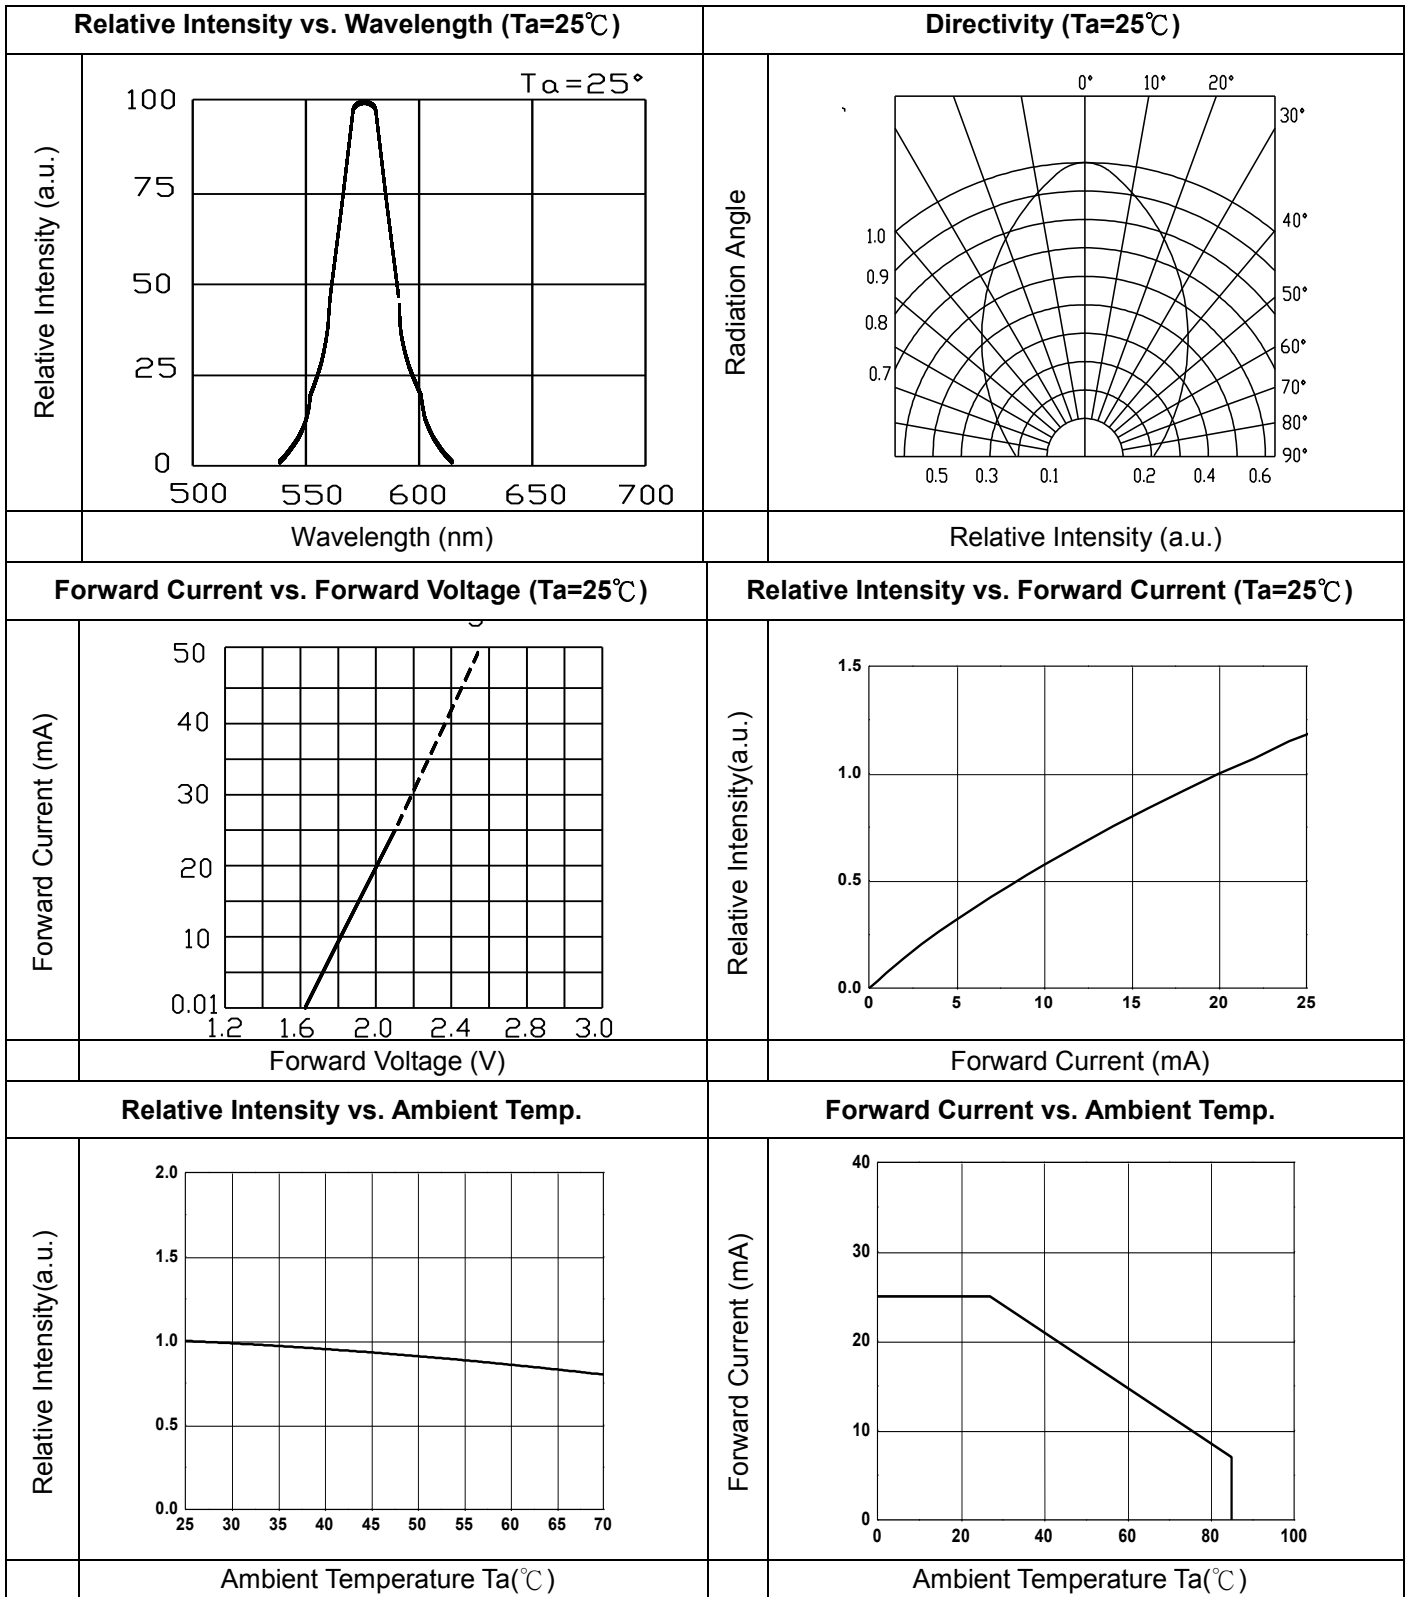 Relative Intensity vs. Wavelength (Ta=25℃)
Directivity (Ta=25℃)
Relative Intensity (a.u.)
Ta=25°
100
75
50
25
0
500 550 600 650 700
Wavelength (nm)
Radiation Angle
0° 10° 20°
30°
40°
50°
60°
70°
80°
90°
1.0
0.9
0.8
0.7
0.5 0.3 0.1 0.2 0.4 0.6
Relative Intensity (a.u.)
Forward Current vs. Forward Voltage (Ta=25℃)
Relative Intensity vs. Forward Current (Ta=25℃)
Forward Current (mA)
50
40
30
20
10
0.01
1.2 1.6 2.0 2.4 2.8 3.0
Forward Voltage (V)
Relative Intensity(a.u.)
1.5
1.0
0.5
0.0
0 5 10 15 20 25
Forward Current (mA)
Relative Intensity vs. Ambient Temp.
Forward Current vs. Ambient Temp.
Relative Intensity(a.u.)
2.0
1.5
1.0
0.5
0.0
25 30 35 40 45 50 55 60 65 70
Ambient Temperature Ta(℃)
Forward Current (mA)
40
30
20
10
0
0 20 40 60 80 100
Ambient Temperature Ta(℃)